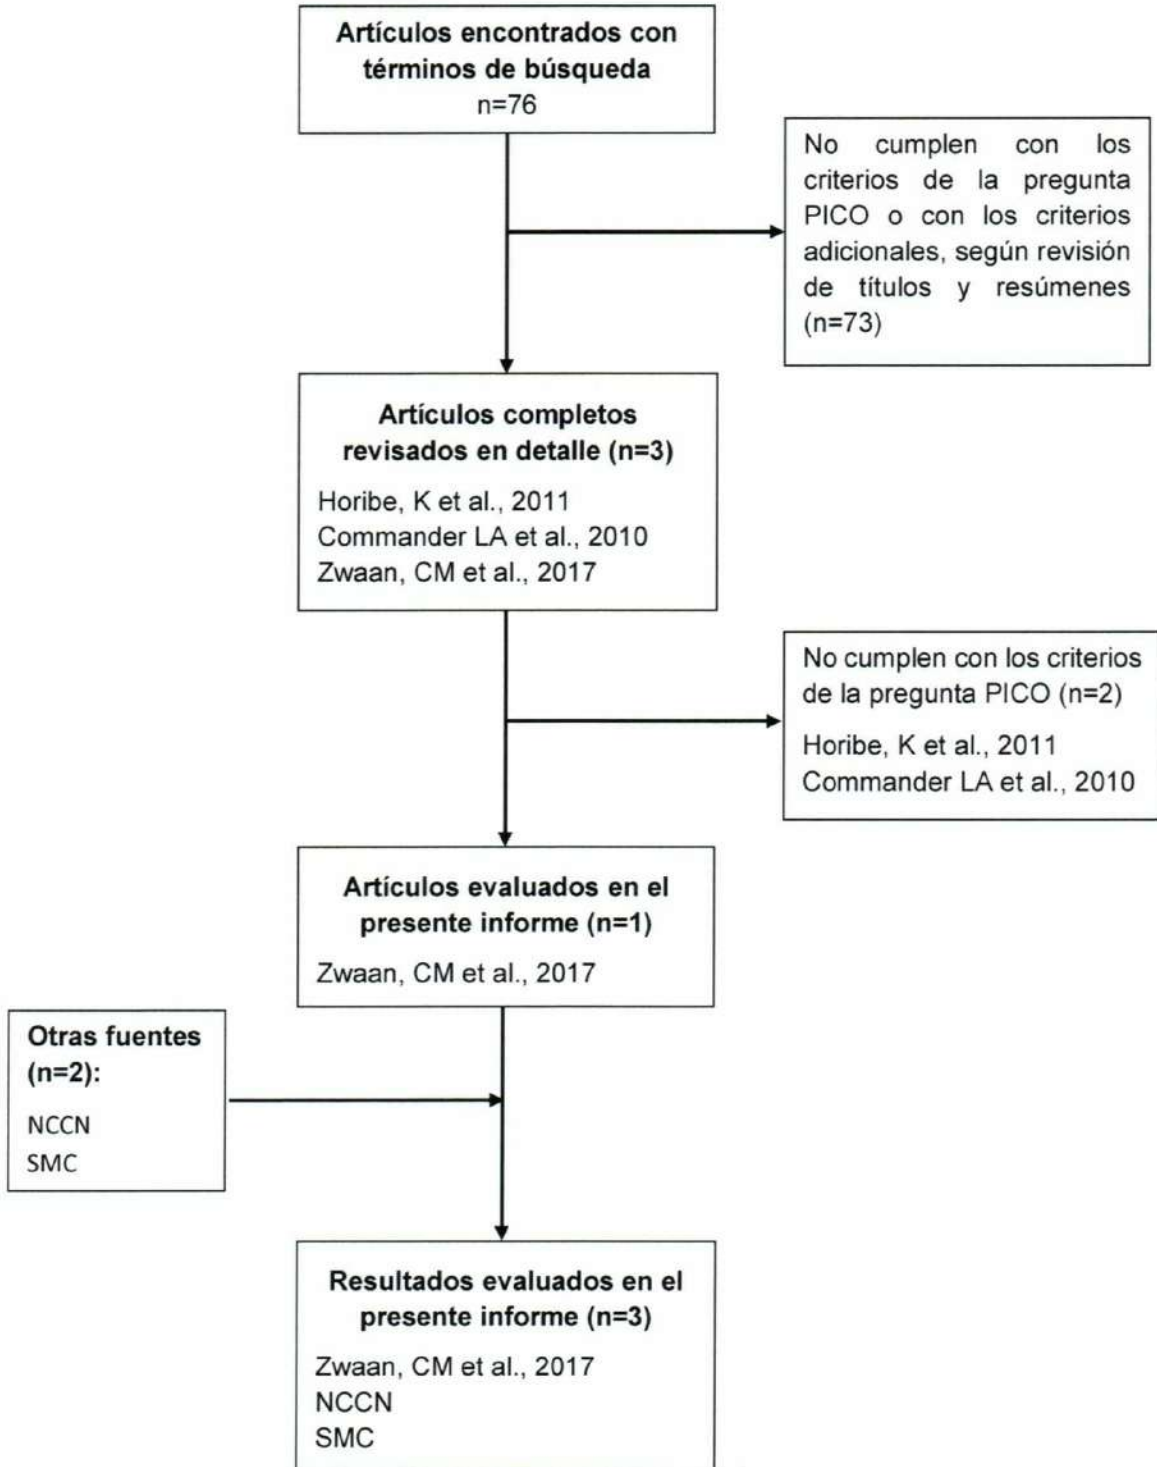 Artículos encontrados con
términos de búsqueda
n=76
No cumplen con los
criterios de la pregunta
PICO o con los criterios
adicionales, según revisión
de títulos y resúmenes
(n=73)
Artículos completos
revisados en detalle (n=3)
Horibe, K et al., 2011
Commander LA et al., 2010
Zwaan, CM et al., 2017
No cumplen con los criterios
de la pregunta PICO (n=2)
Horibe, K et al., 2011
Commander LA et al., 2010
Artículos evaluados en el
presente informe (n=1)
Zwaan, CM et al., 2017
Otras fuentes
(n=2):
NCCN
SMC
Resultados evaluados en el
presente informe (n=3)
Zwaan, CM et al., 2017
NCCN
SMC